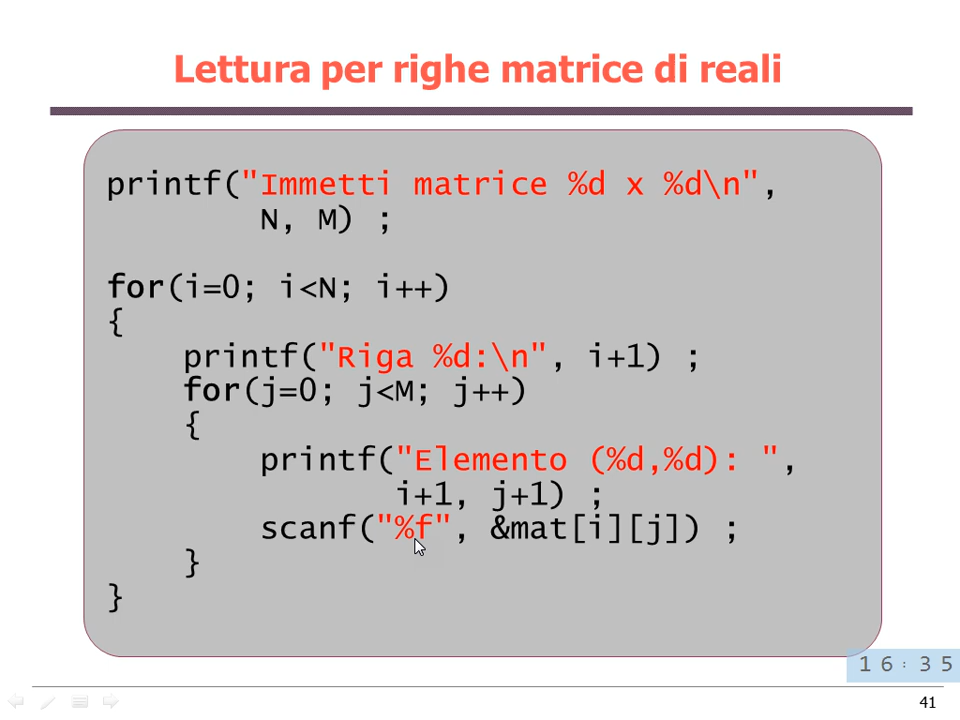 Lettura per righe matrice di reali
printf("Immetti matrice %d x %d\n",
N, M) ;
for(i=0; i<N; i++)
{
printf("Riga %d:\n", i+1) ;
for(j=0; j<M; j++)
{
printf("Elemento (%d,%d): ",
i+1, j+1) ;
scanf("%f", &mat[i][j]) ;
}
}
16:35
41